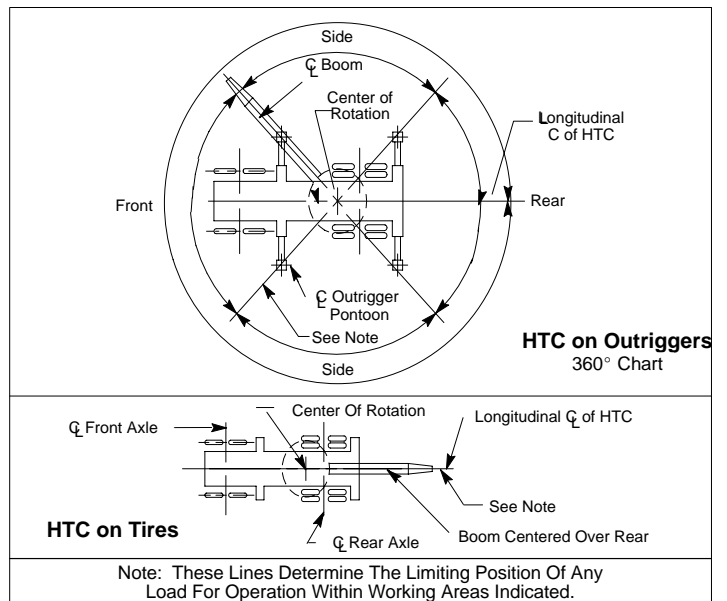 Side
℄ Boom
Center of
Rotation
Longitudinal
℄ of HTC
Front
Rear
℄ Outrigger
Pontoon
See Note
HTC on Outriggers
360° Chart
Side
Center Of Rotation
℄ Front Axle
Longitudinal ℄ of HTC
See Note
HTC on Tires
Boom Centered Over Rear
℄ Rear Axle
Note: These Lines Determine The Limiting Position Of Any
Load For Operation Within Working Areas Indicated.